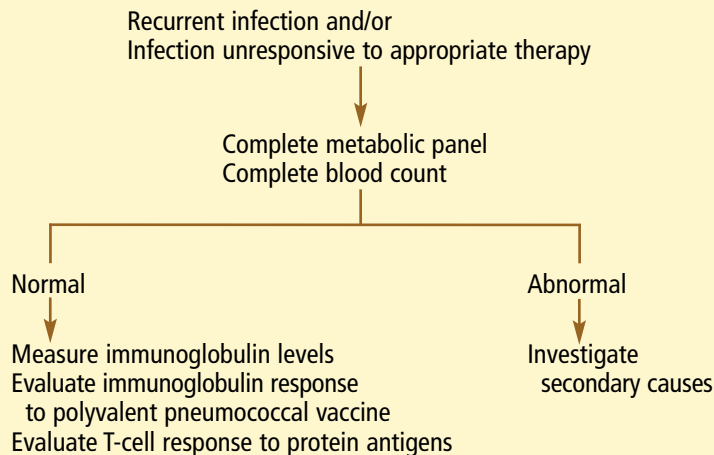 Recurrent infection and/or
Infection unresponsive to appropriate therapy
Complete metabolic panel
Complete blood count
Normal
Abnormal
Measure immunoglobulin levels
Evaluate immunoglobulin response
to polyvalent pneumococcal vaccine
Evaluate T-cell response to protein antigens
Investigate
secondary causes